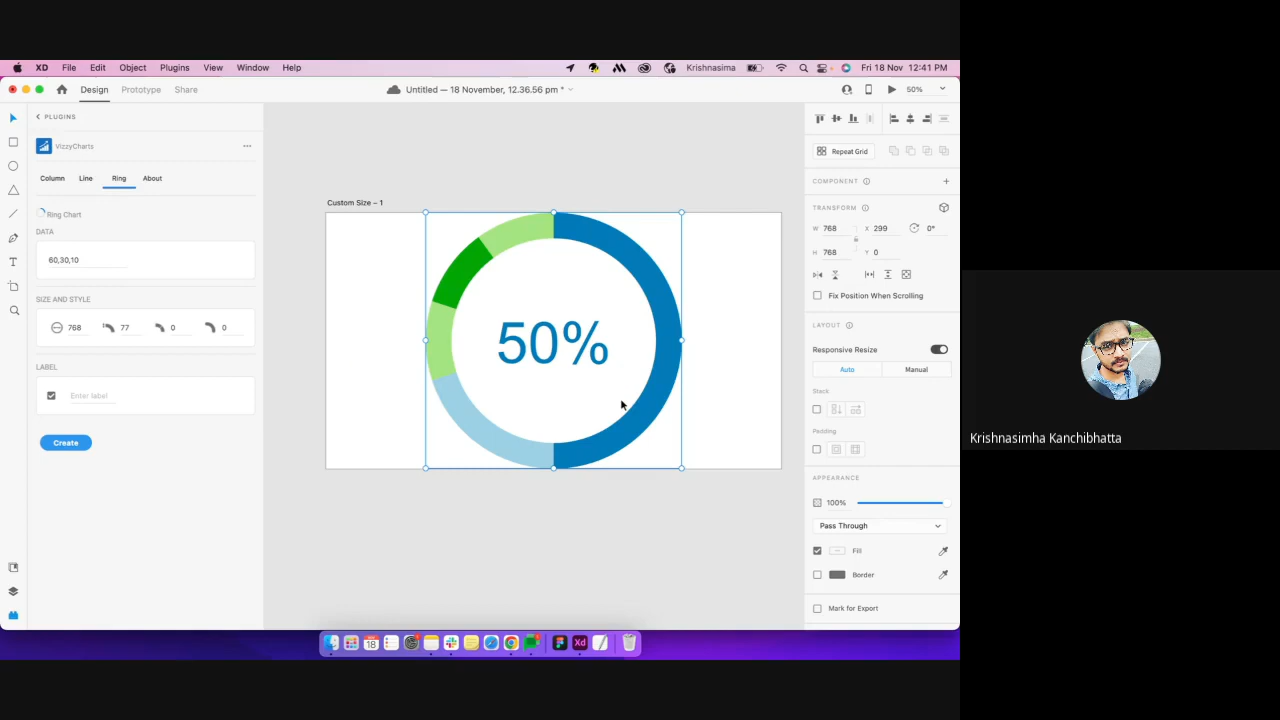 XD File Edit Object Plugins View Window Help Krishnasima Fri 18 Nov 12:41 PM
Design Prototype Share Untitled — 18 November, 12.36.56 pm * 50%
PLUGINS
VizzyCharts
Column Line Ring About
Ring Chart
DATA
60,30,10
SIZE AND STYLE
768 77 0 0
LABEL
Enter label
Create
Custom Size – 1
50%
Repeat Grid
COMPONENT
TRANSFORM
W 768 X 299 0°
H 768 Y 0
Fix Position When Scrolling
LAYOUT
Responsive Resize
Auto Manual
Stack
Padding
APPEARANCE
100%
Pass Through
Fill
Border
Mark for Export
18
Xd
Krishnasimha Kanchibhatta